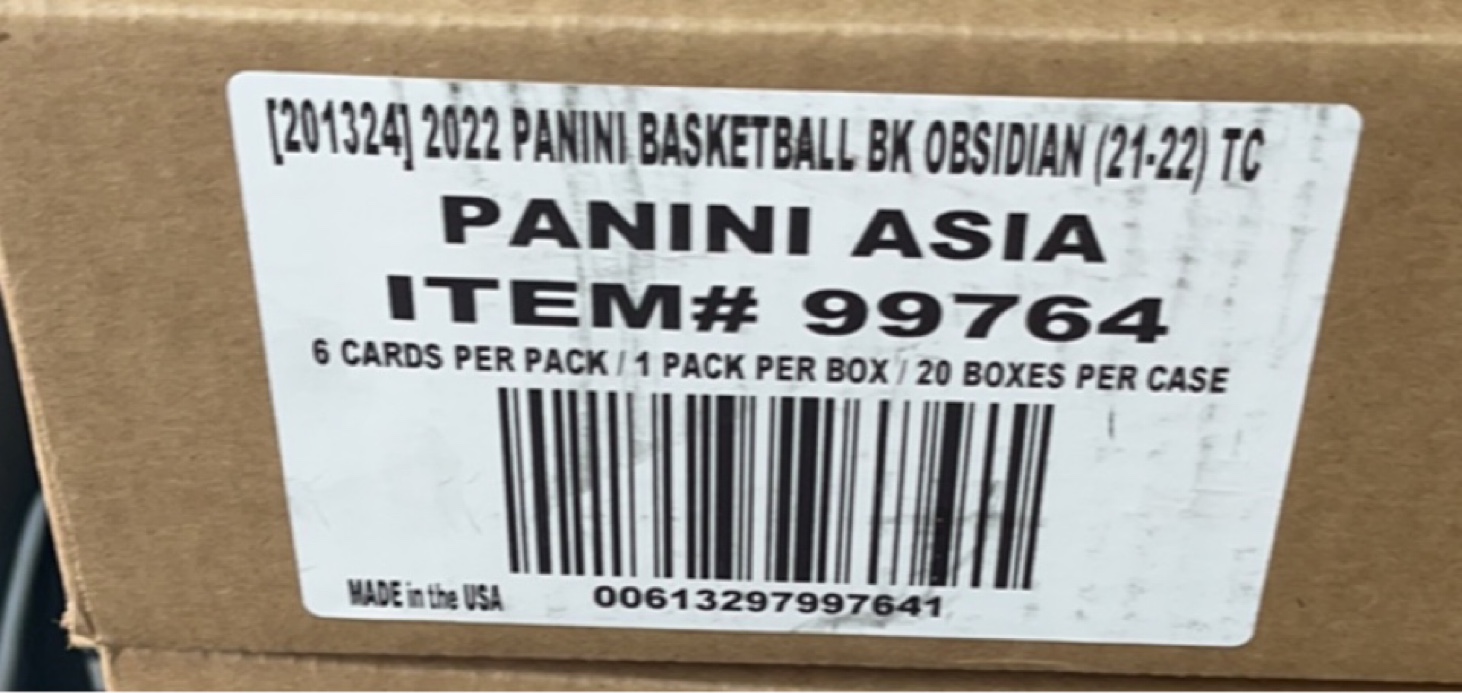 [201324] 2022 PANINI BASKETBALL BK OBSIDIAN (21-22) TC
PANINI ASIA
ITEM# 99764
6 CARDS PER PACK / 1 PACK PER BOX / 20 BOXES PER CASE
MADE in the USA
00613297997641